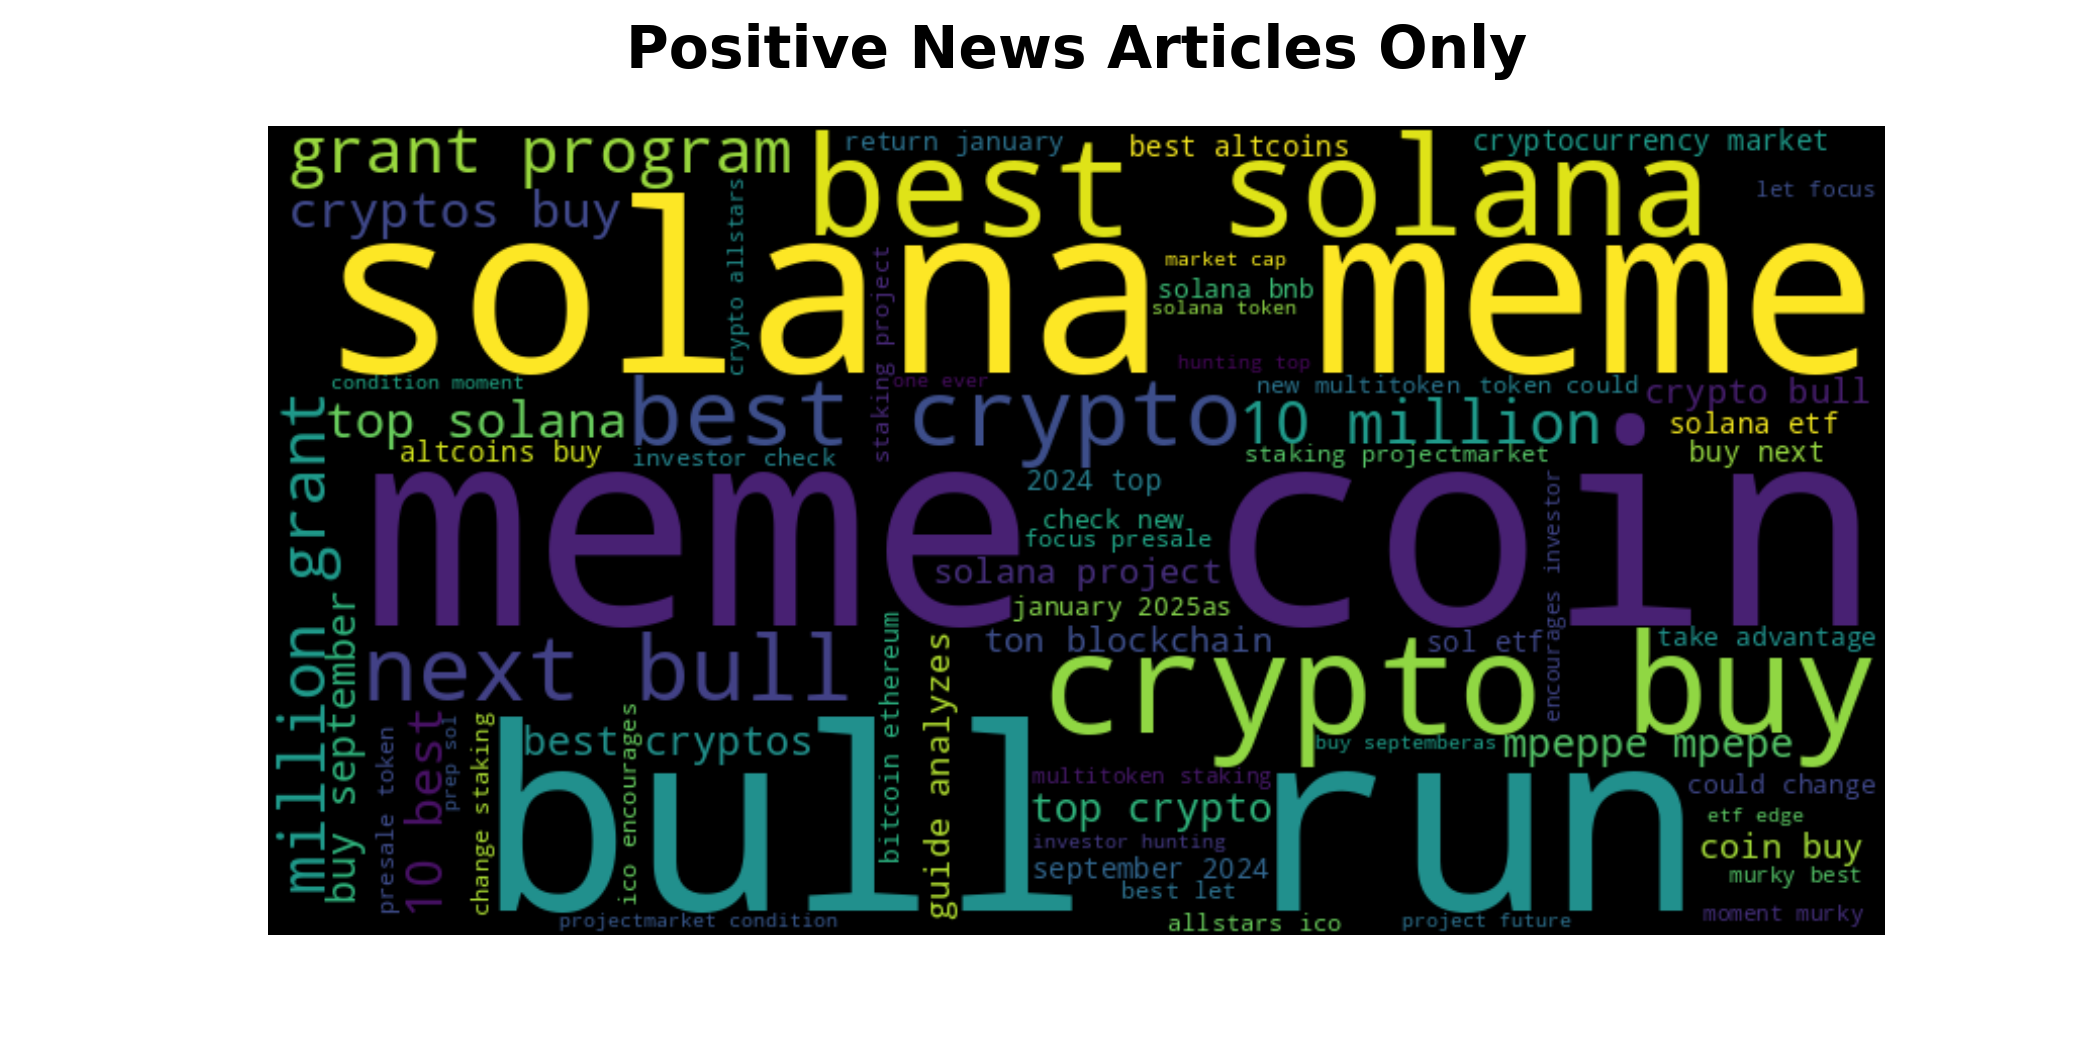 Positive News Articles Only
grant program
best solana
return january
best altcoins
cryptocurrency market
let focus
cryptos buy
crypto allstars
solana meme
staking project
market cap
solana bnb
solana token
hunting top
condition moment
one ever
new multitoken
token could
crypto bull
top solana
best crypto
10 million
solana etf
altcoins buy
investor check
staking projectmarket
buy next
million grant
meme coin
2024 top
check new
focus presale
solana project
encourages investor
january 2025as
buy september
next bull
bitcoin ethereum
guide analyzes
ton blockchain
sol etf
take advantage
crypto buy
presale token
10 best
prep sol
change staking
bull run
best cryptos
ico encourages
buy septemberas
mpeppe mpepe
multitoken staking
could change
top crypto
etf edge
investor hunting
coin buy
september 2024
murky best
best let
projectmarket condition
allstars ico
project future
moment murky